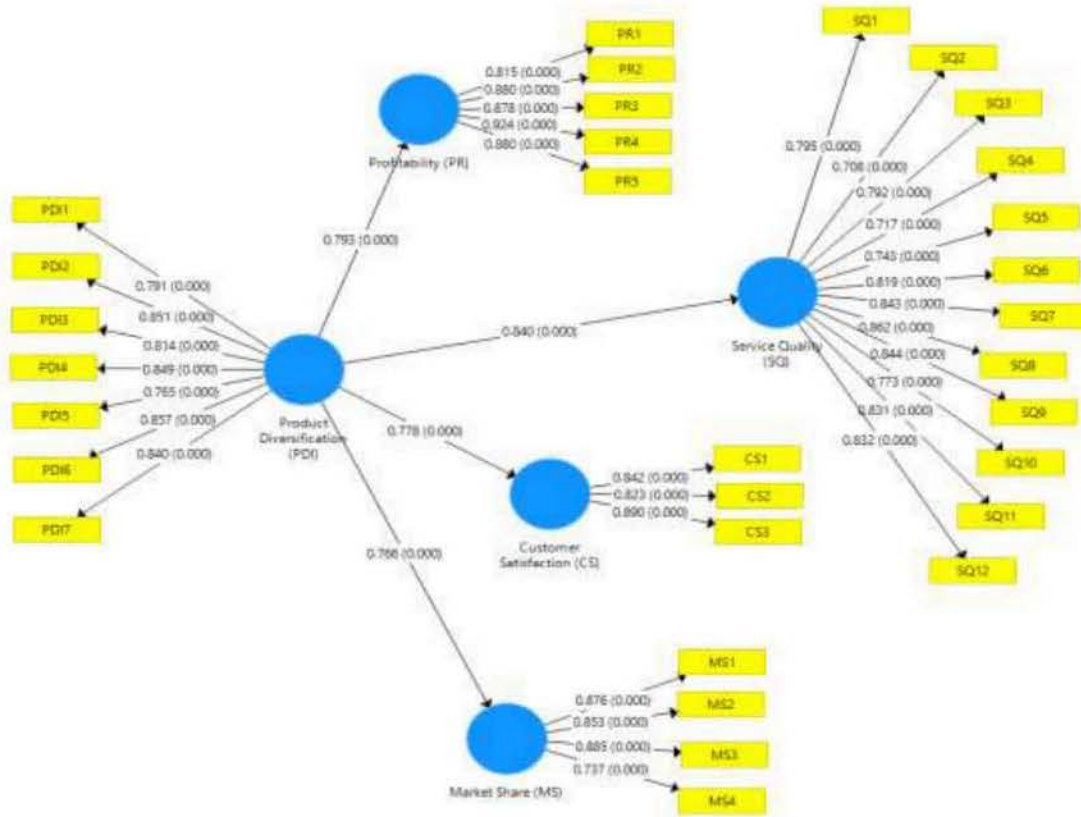 PR1
PR2
PR3
PR4
PR5
0.815 (0.000)
0.880 (0.000)
0.878 (0.000)
0.924 (0.000)
0.880 (0.000)
Profitability (PR)
0.793 (0.000)
PDI1
PDI2
PDI3
PDI4
PDI5
PDI6
PDI7
0.791 (0.000)
0.851 (0.000)
0.814 (0.000)
0.849 (0.000)
0.765 (0.000)
0.857 (0.000)
0.840 (0.000)
Product
Diversification
(PDI)
0.840 (0.000)
SQ1
SQ2
SQ3
SQ4
SQ5
SQ6
SQ7
SQ8
SQ9
SQ10
SQ11
SQ12
0.795 (0.000)
0.708 (0.000)
0.792 (0.000)
0.717 (0.000)
0.743 (0.000)
0.819 (0.000)
0.843 (0.000)
0.862 (0.000)
0.844 (0.000)
0.773 (0.000)
0.831 (0.000)
0.832 (0.000)
Service Quality
(SQ)
0.778 (0.000)
CS1
CS2
CS3
0.842 (0.000)
0.823 (0.000)
0.890 (0.000)
Customer
Satisfaction (CS)
0.766 (0.000)
MS1
MS2
MS3
MS4
0.876 (0.000)
0.853 (0.000)
0.885 (0.000)
0.737 (0.000)
Market Share (MS)